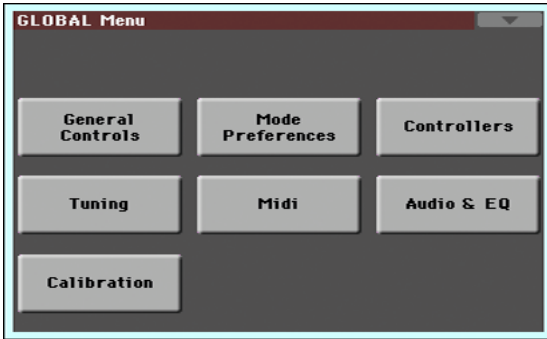 GLOBAL Menu
General
Controls
Mode
Preferences
Controllers
Tuning
Midi
Audio & EQ
Calibration